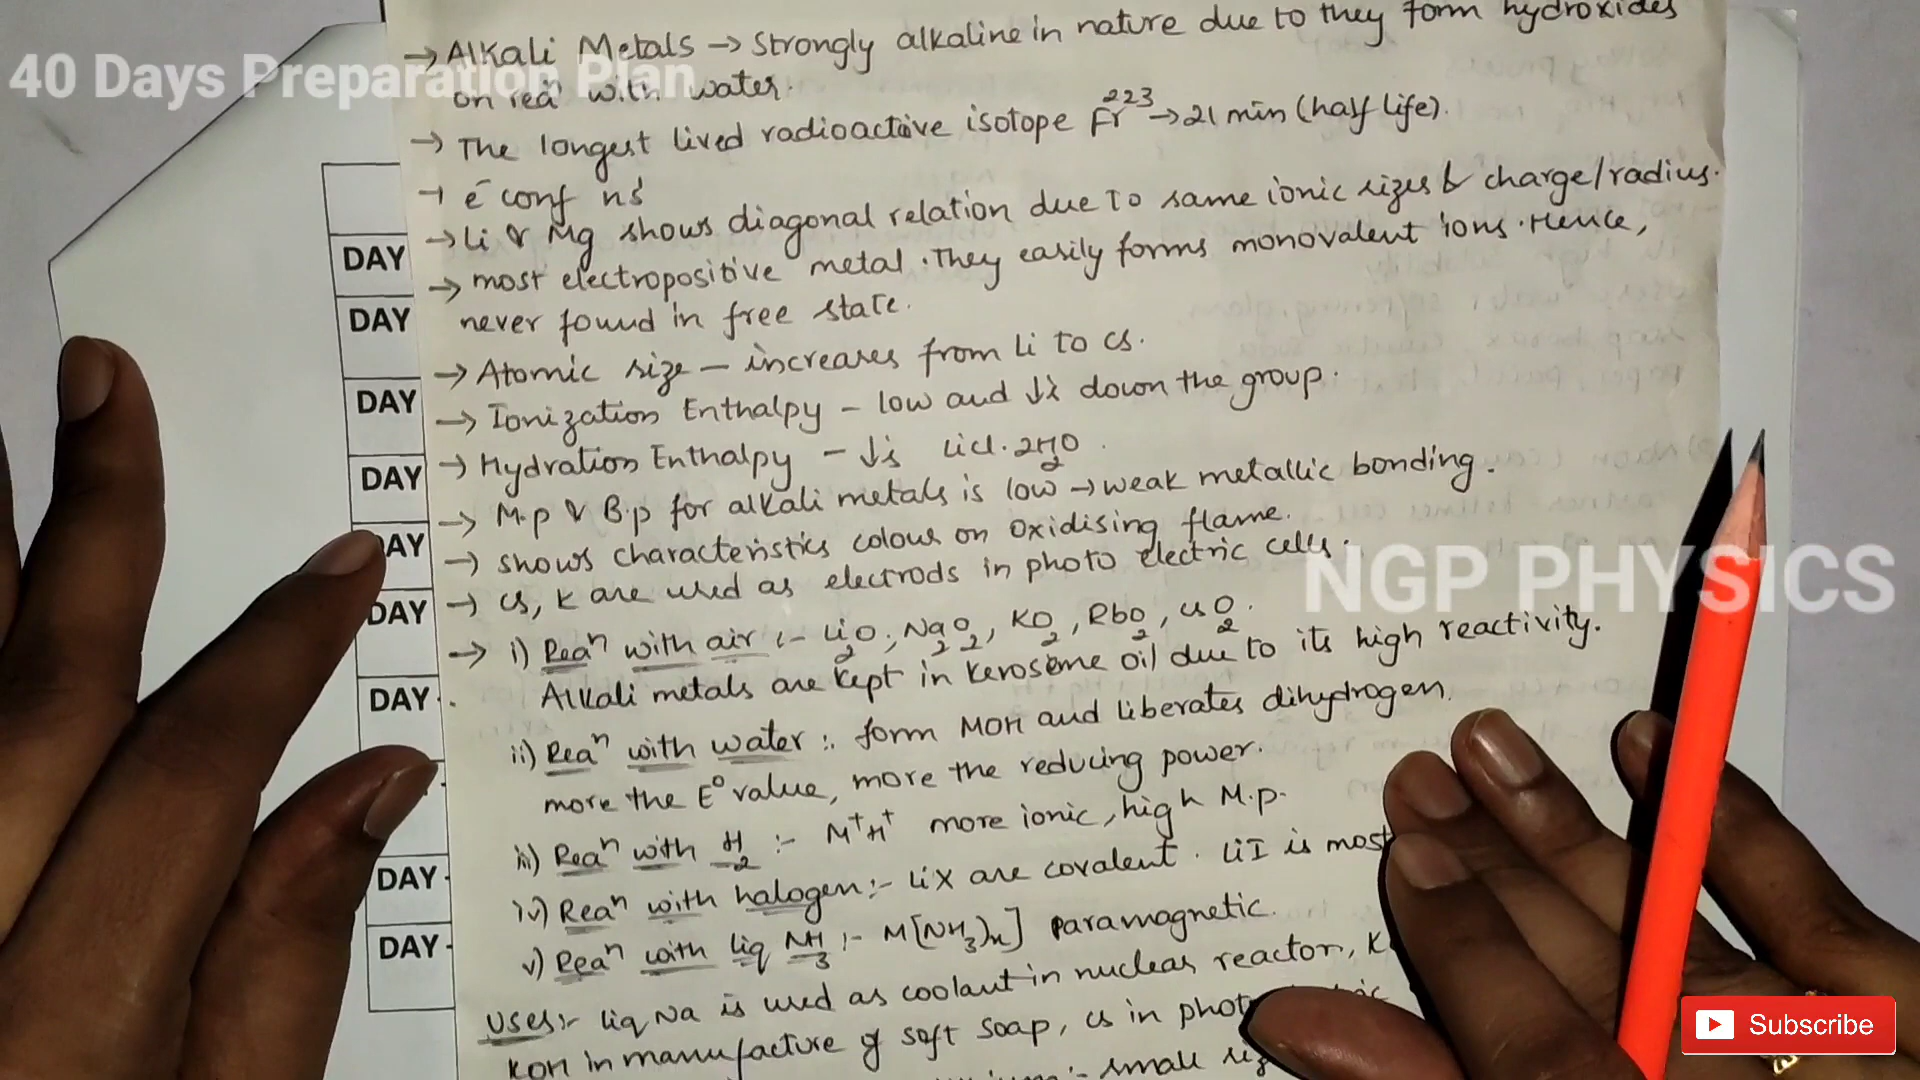 40 Days Preparation Plan
→ Alkali Metals → strongly alkaline in nature due to they form hydroxides
on reaⁿ with water.
→ The longest lived radioactive isotope Fr²²³ → 21 min (half life).
→ e⁻ conf ns¹
→ Li & Mg shows diagonal relation due to same ionic sizes & charge/radius.
→ most electropositive metal. They easily forms monovalent ions. Hence,
never found in free state.
→ Atomic size – increases from Li to Cs.
→ Ionization Enthalpy – low and ↓s down the group.
→ Hydration Enthalpy – ↓s LiCl.2H₂O.
→ M.p & B.p for alkali metals is low → weak metallic bonding.
→ shows characteristics colour on oxidising flame.
→ Cs, K are used as electrods in photo electric cells.
→ i) Reaⁿ with air :- Li₂O, Na₂O₂, KO₂, RbO₂, CsO₂.
Alkali metals are kept in kerosene oil due to its high reactivity.
ii) Reaⁿ with water :. form MOH and liberates dihydrogen.
more the E⁰ value, more the reducing power.
iii) Reaⁿ with H₂ :- M⁺H⁺ more ionic, high M.p.
iv) Reaⁿ with halogen :- LiX are covalent. LiI is most
v) Reaⁿ with liq NH₃ :- M[NH₃)x] paramagnetic.
Uses:- liq Na is used as coolant in nuclear reactor, K
KOH in manufacture of soft soap, Cs in
:- small
DAY
DAY
DAY
DAY
DAY
DAY
DAY -
DAY -
DAY -
NGP PHYSICS
Subscribe